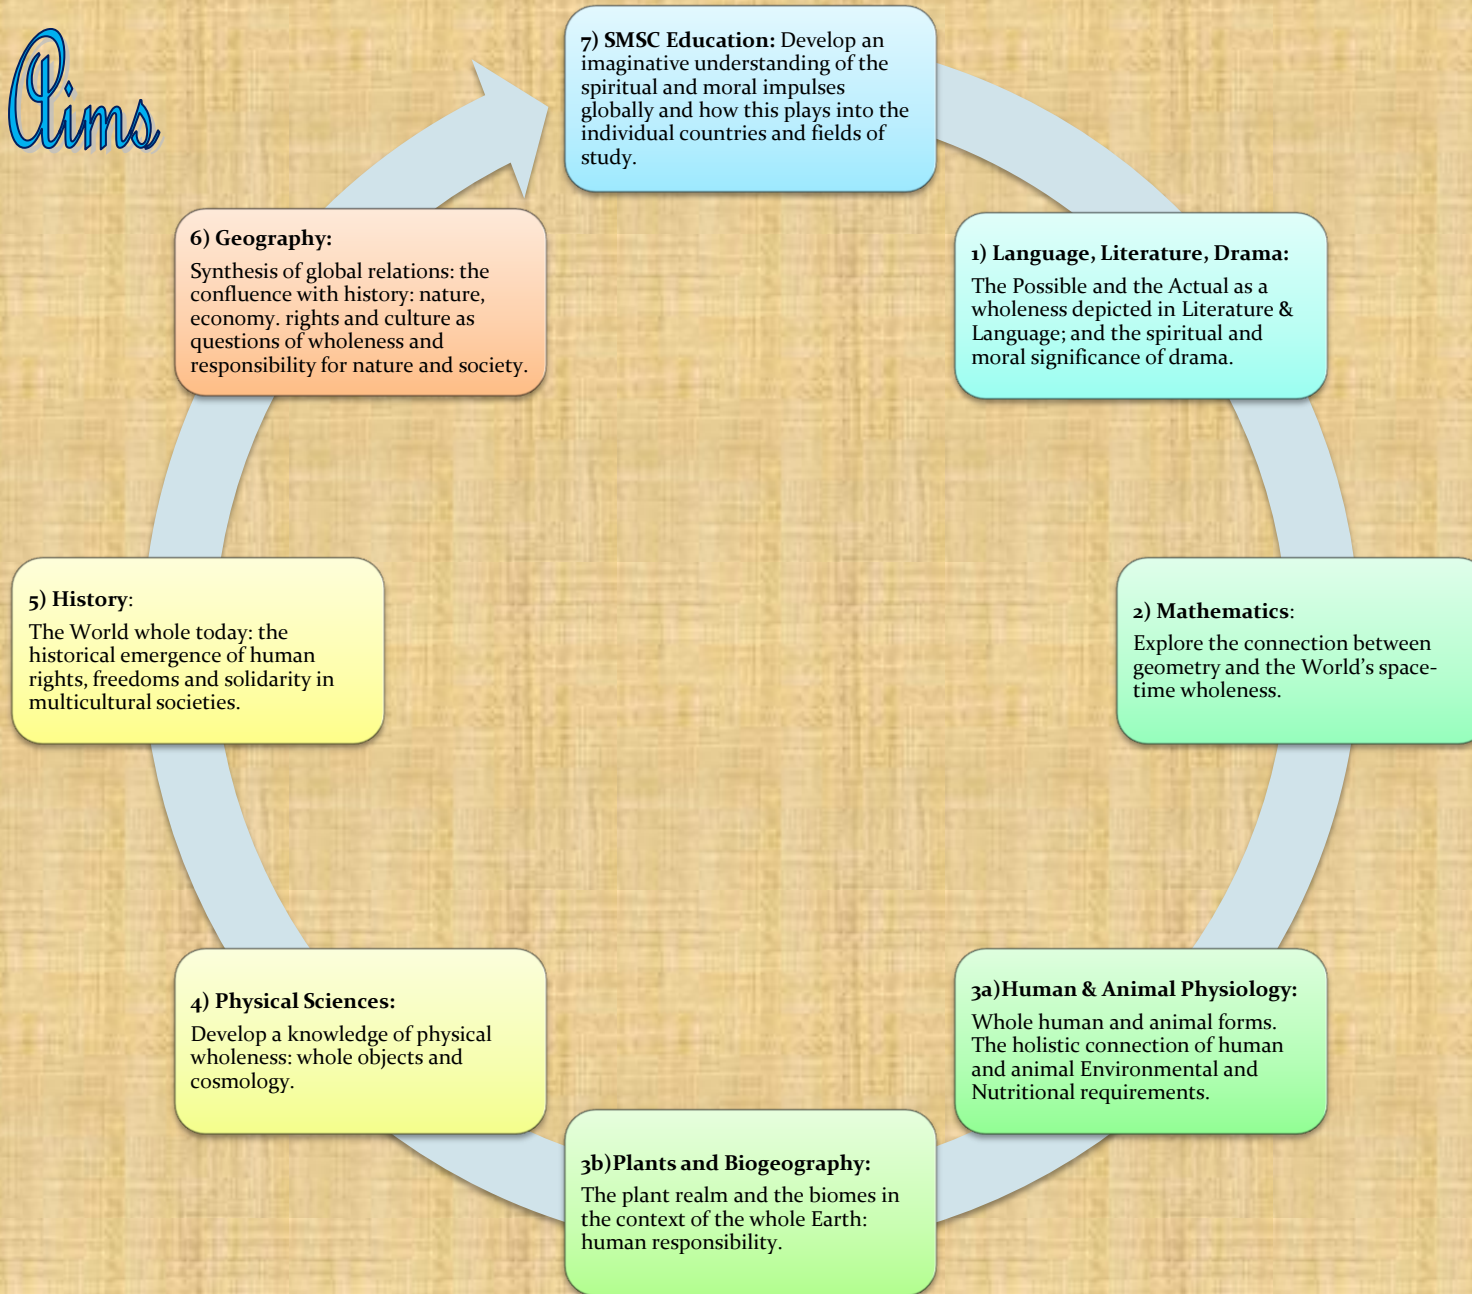 Aims
7) SMSC Education: Develop an
imaginative understanding of the
spiritual and moral impulses
globally and how this plays into the
individual countries and fields of
study.
1) Language, Literature, Drama:
The Possible and the Actual as a
wholeness depicted in Literature &
Language; and the spiritual and
moral significance of drama.
2) Mathematics:
Explore the connection between
geometry and the World’s space-
time wholeness.
3a)Human & Animal Physiology:
Whole human and animal forms.
The holistic connection of human
and animal Environmental and
Nutritional requirements.
3b)Plants and Biogeography:
The plant realm and the biomes in
the context of the whole Earth:
human responsibility.
4) Physical Sciences:
Develop a knowledge of physical
wholeness: whole objects and
cosmology.
5) History:
The World whole today: the
historical emergence of human
rights, freedoms and solidarity in
multicultural societies.
6) Geography:
Synthesis of global relations: the
confluence with history: nature,
economy. rights and culture as
questions of wholeness and
responsibility for nature and society.